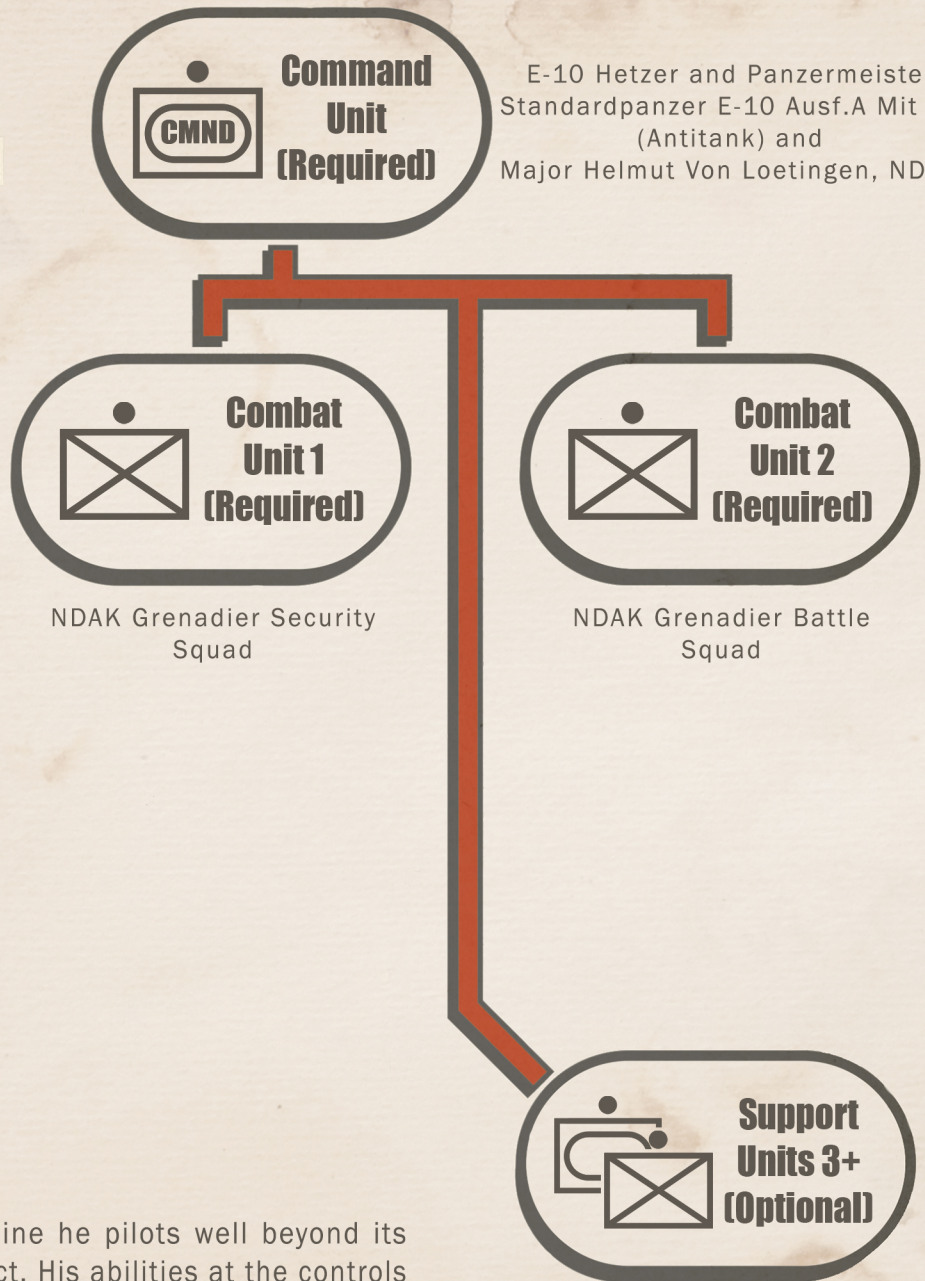 CMND
Command
Unit
(Required)
E-10 Hetzer and Panzermeiste
Standardpanzer E-10 Ausf.A Mit
(Antitank) and
Major Helmut Von Loetingen, ND
Combat
Unit 1
(Required)
NDAK Grenadier Security
Squad
Combat
Unit 2
(Required)
NDAK Grenadier Battle
Squad
Support
Units 3+
(Optional)
ine he pilots well beyond its
ct. His abilities at the controls